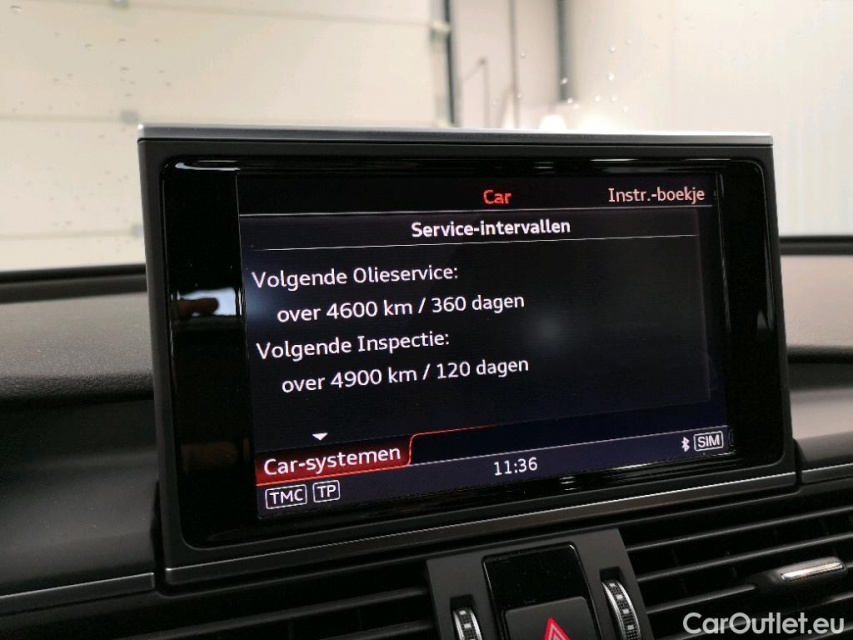 Car
Instr.-boekje
Service-intervallen
Volgende Olieservice:
over 4600 km / 360 dagen
Volgende Inspectie:
over 4900 km / 120 dagen
Car-systemen
11:36
SIM
TMC TP
CarOutlet.eu